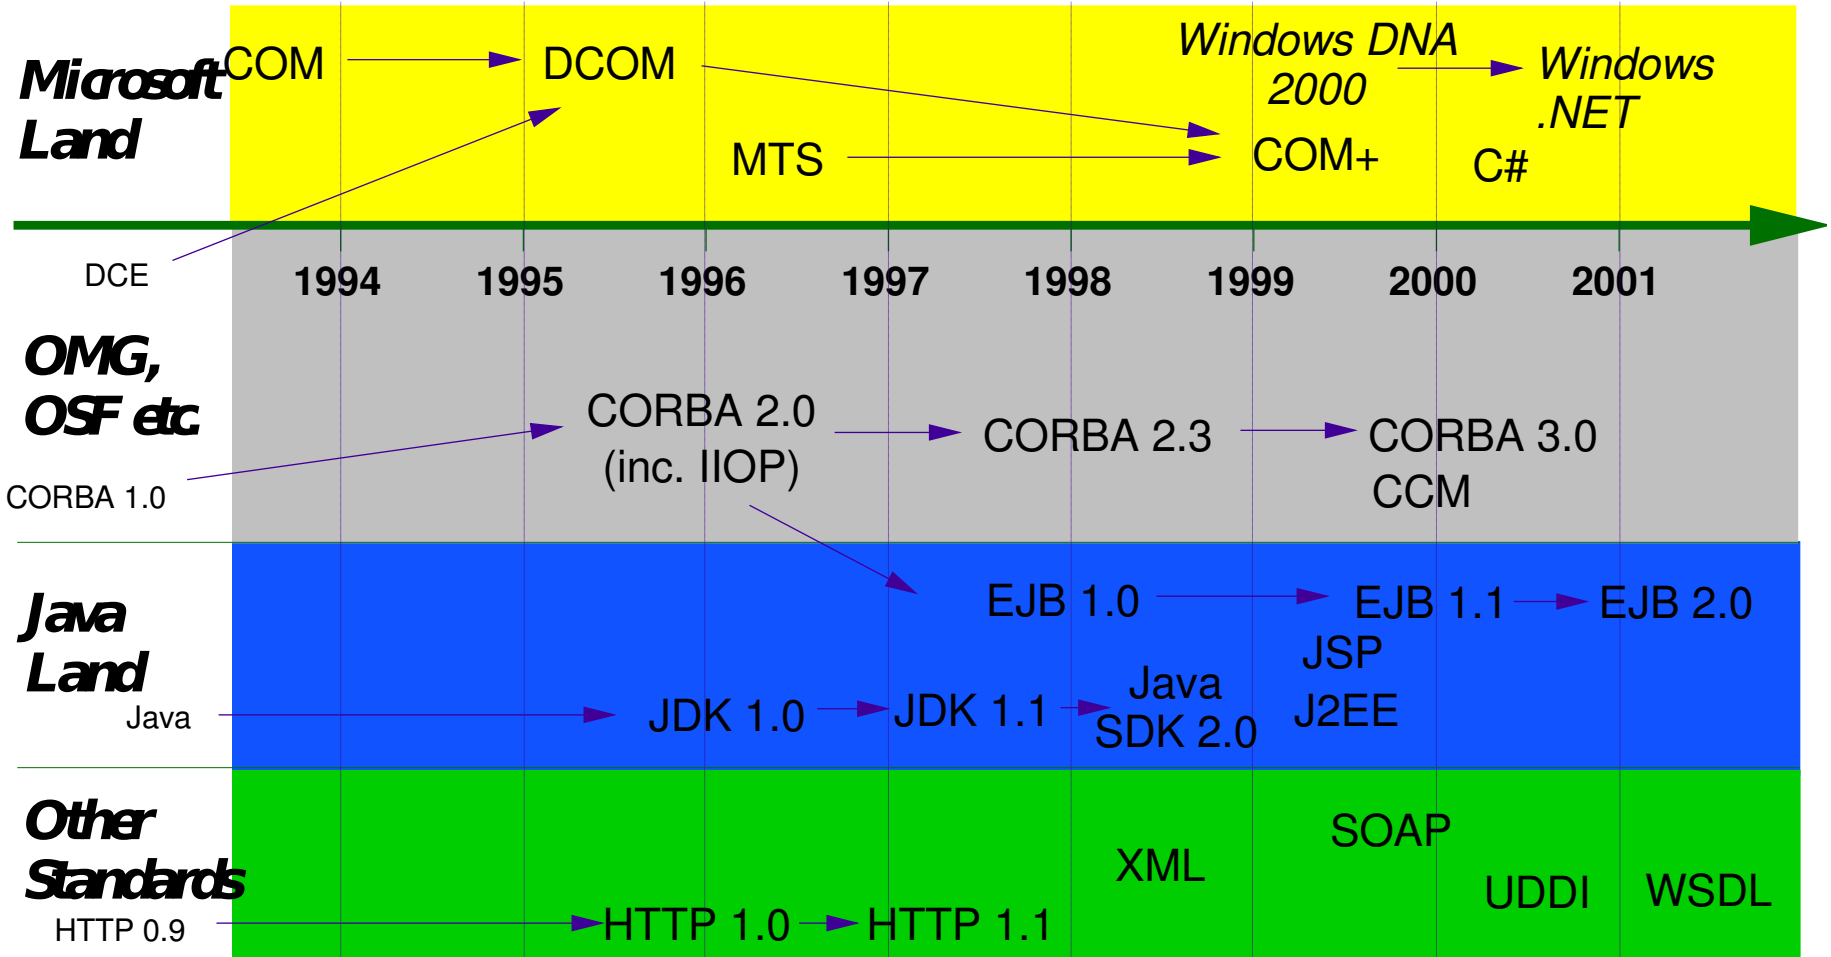 Microsoft
Land
COM
DCOM
MTS
Windows DNA
2000
COM+
Windows
.NET
C#
DCE
1994
1995
1996
1997
1998
1999
2000
2001
OMG,
OSF etc.
CORBA 1.0
CORBA 2.0
(inc. IIOP)
CORBA 2.3
CORBA 3.0
CCM
Java
Land
Java
EJB 1.0
EJB 1.1
EJB 2.0
JSP
JDK 1.0
JDK 1.1
Java
SDK 2.0
J2EE
Other
Standards
HTTP 0.9
HTTP 1.0
HTTP 1.1
XML
SOAP
UDDI
WSDL